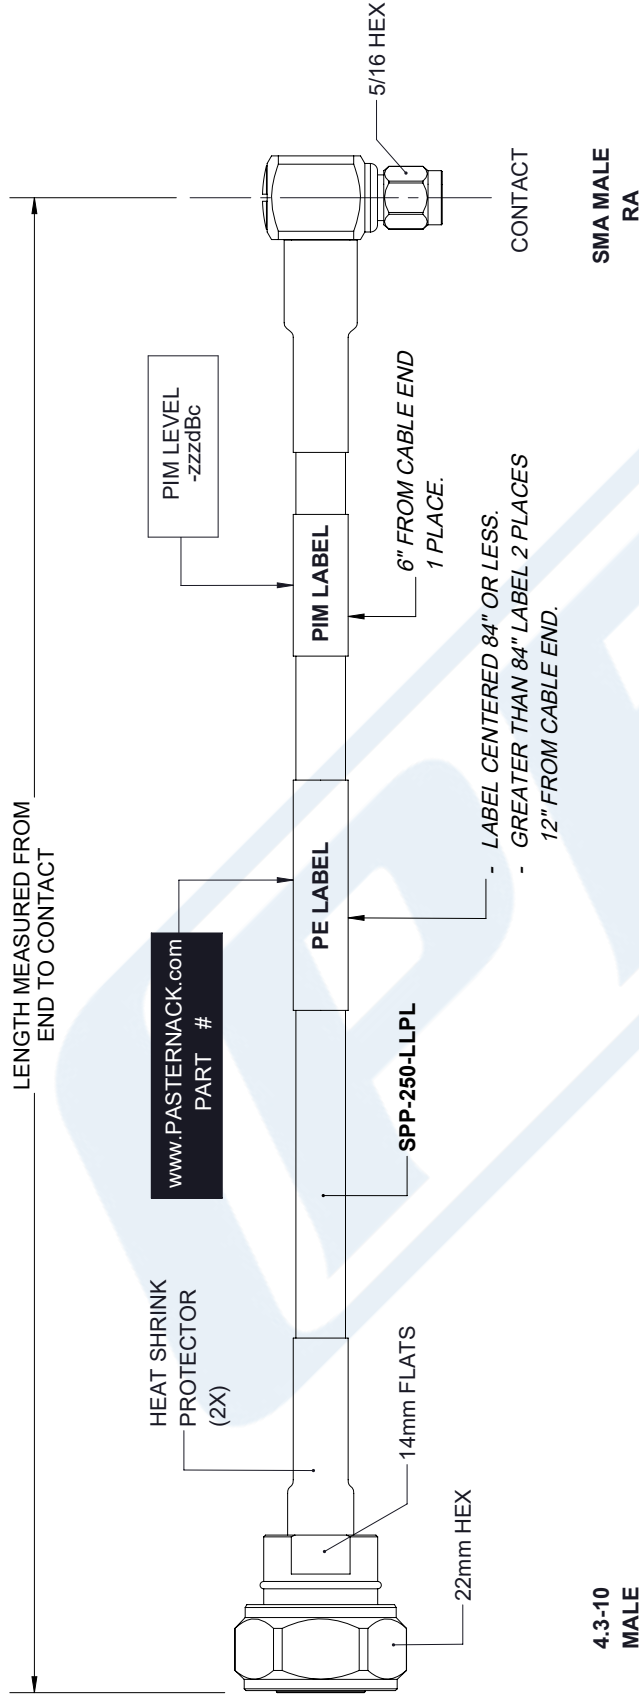 LENGTH MEASURED FROM
END TO CONTACT
HEAT SHRINK
PROTECTOR
(2X)
www.PASTERNACK.com
PART #
PIM LEVEL
-zzzdBc
PE LABEL
PIM LABEL
5/16 HEX
22mm HEX
14mm FLATS
SPP-250-LLPL
- LABEL CENTERED 84" OR LESS.
- GREATER THAN 84" LABEL 2 PLACES
12" FROM CABLE END.
6" FROM CABLE END
1 PLACE.
CONTACT
4.3-10
MALE
SMA MALE
RA